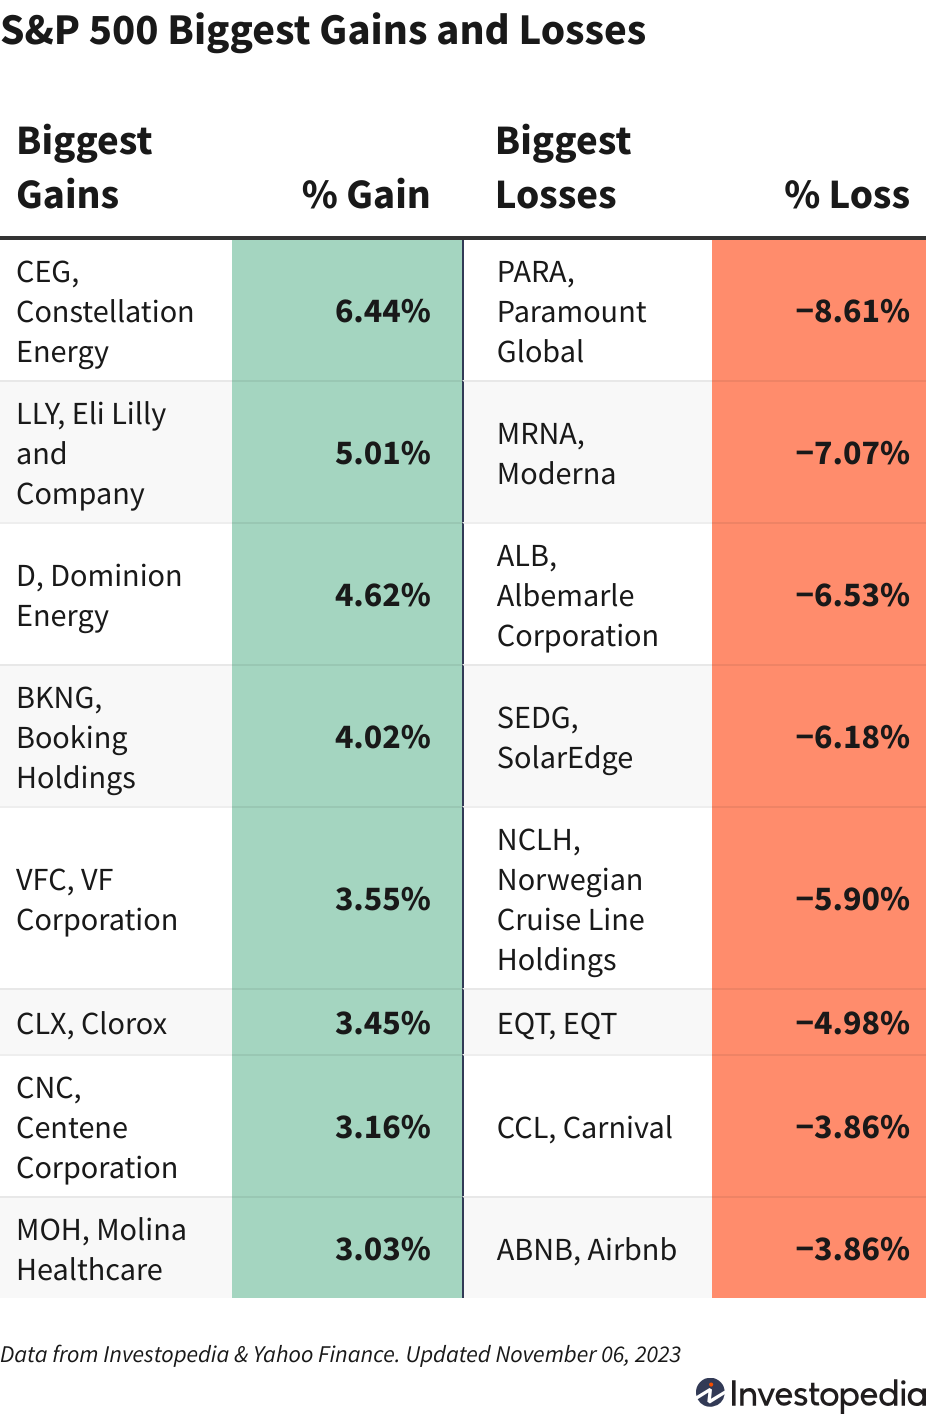 S&P 500 Biggest Gains and Losses
Biggest
Gains
% Gain
Biggest
Losses
% Loss
CEG,
Constellation
Energy
6.44%
PARA,
Paramount
Global
−8.61%
LLY, Eli Lilly
and
Company
5.01%
MRNA,
Moderna
−7.07%
D, Dominion
Energy
4.62%
ALB,
Albemarle
Corporation
−6.53%
BKNG,
Booking
Holdings
4.02%
SEDG,
SolarEdge
−6.18%
VFC, VF
Corporation
3.55%
NCLH,
Norwegian
Cruise Line
Holdings
−5.90%
CLX, Clorox
3.45%
EQT, EQT
−4.98%
CNC,
Centene
Corporation
3.16%
CCL, Carnival
−3.86%
MOH, Molina
Healthcare
3.03%
ABNB, Airbnb
−3.86%
Data from Investopedia & Yahoo Finance. Updated November 06, 2023
Investopedia